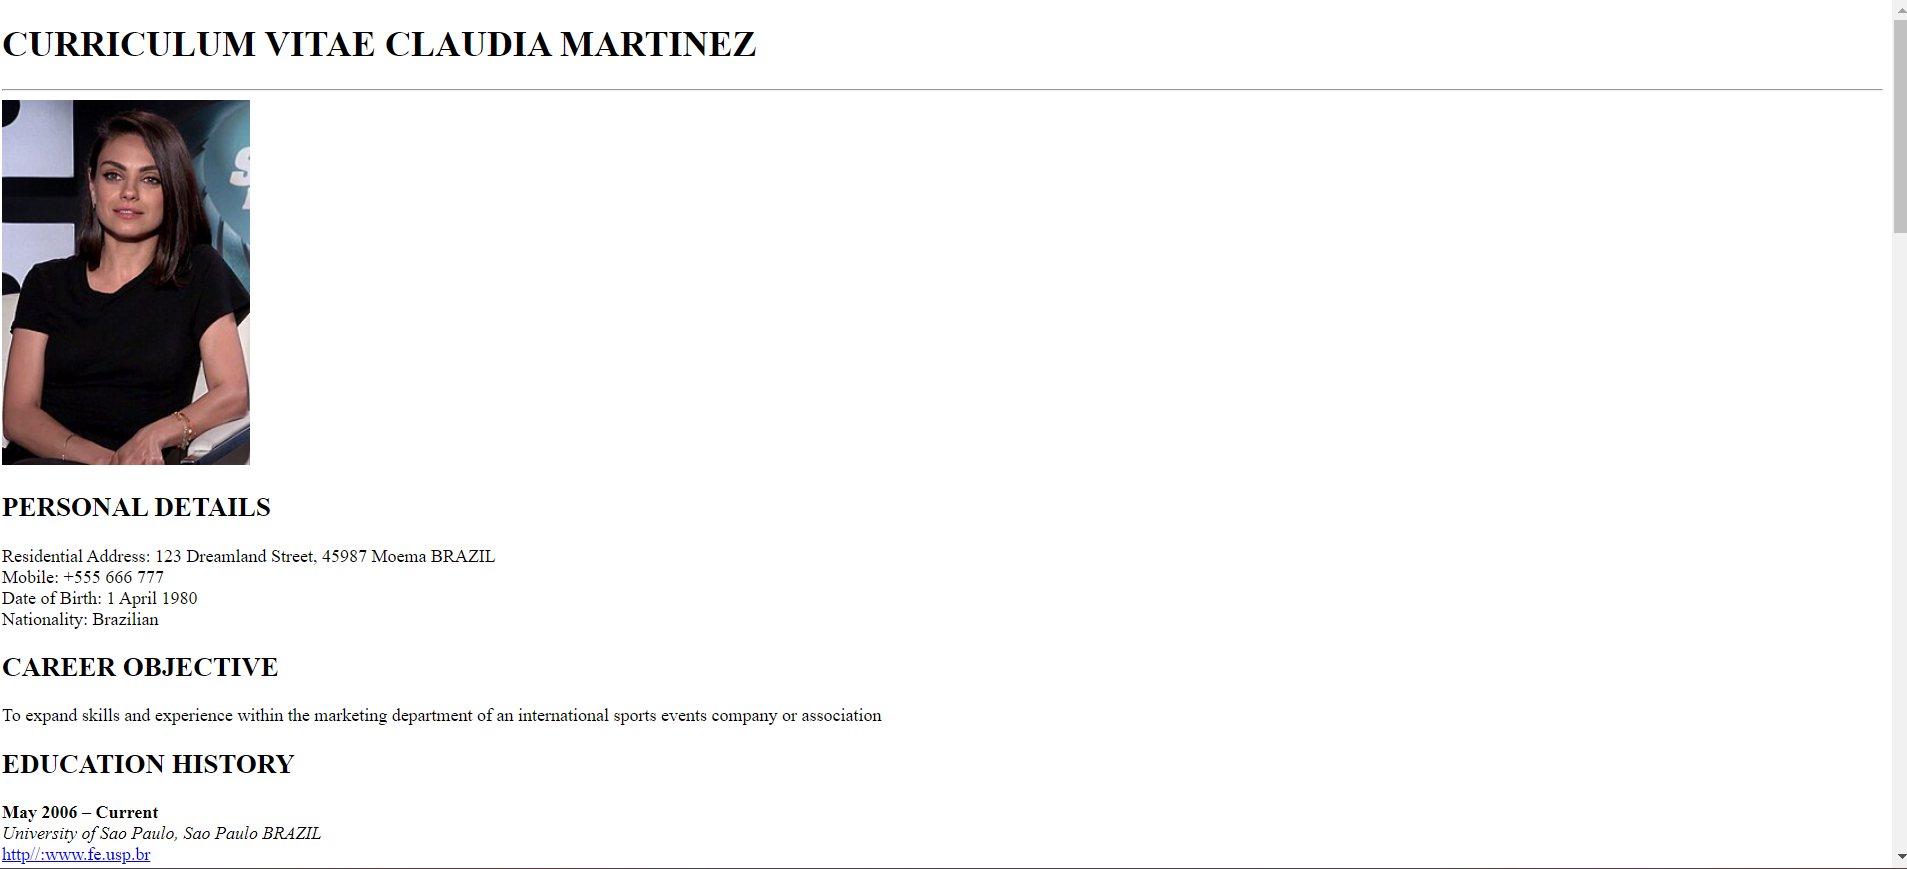 CURRICULUM VITAE CLAUDIA MARTINEZ
PERSONAL DETAILS
Residential Address: 123 Dreamland Street, 45987 Moema BRAZIL
Mobile: +555 666 777
Date of Birth: 1 April 1980
Nationality: Brazilian
CAREER OBJECTIVE
To expand skills and experience within the marketing department of an international sports events company or association
EDUCATION HISTORY
May 2006 – Current
University of Sao Paulo, Sao Paulo BRAZIL
http//:www.fe.usp.br